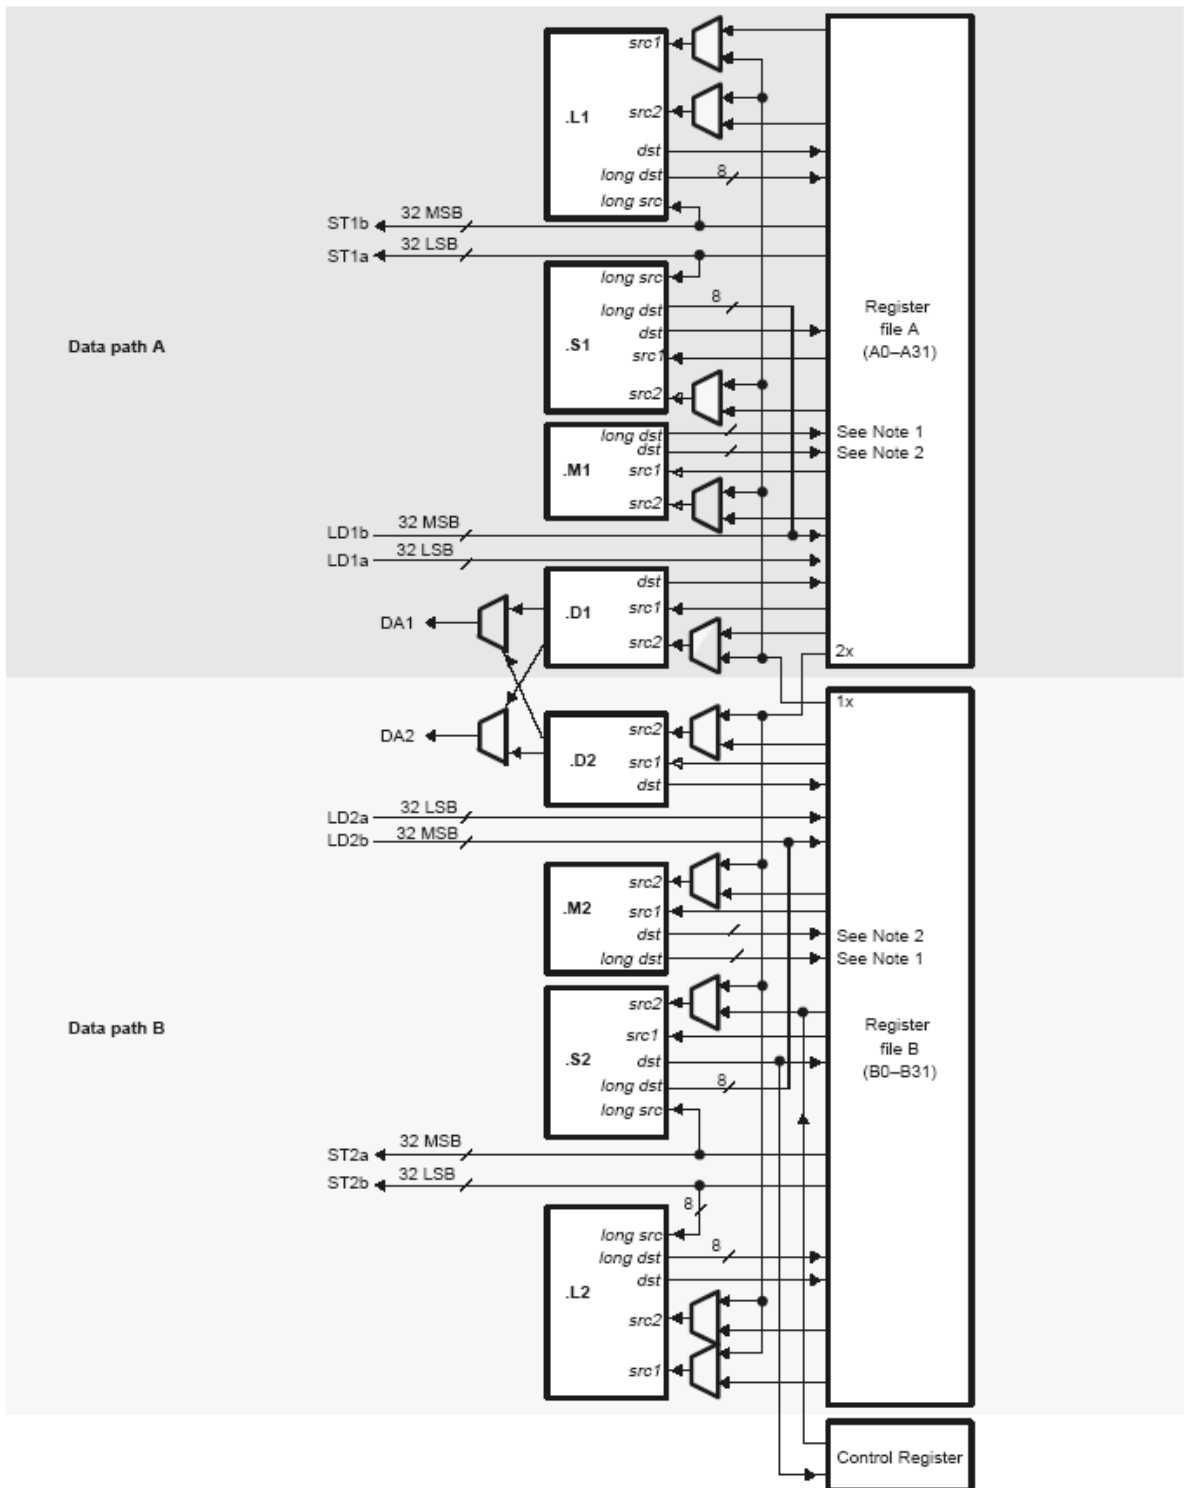 src1
src2
.L1
dst
long dst
8
long src
ST1b
32 MSB
ST1a
32 LSB
long src
8
long dst
dst
.S1
src1
src2
Register
file A
(A0–A31)
Data path A
long dst
See Note 1
dst
See Note 2
.M1
src1
src2
LD1b
32 MSB
LD1a
32 LSB
dst
.D1
src1
DA1
src2
2x
1x
src2
DA2
.D2
src1
dst
LD2a
32 LSB
LD2b
32 MSB
src2
.M2
src1
dst
See Note 2
long dst
See Note 1
src2
Data path B
Register
file B
(B0–B31)
src1
.S2
dst
long dst
8
long src
ST2a
32 MSB
ST2b
32 LSB
8
long src
8
long dst
dst
.L2
src2
src1
Control Register